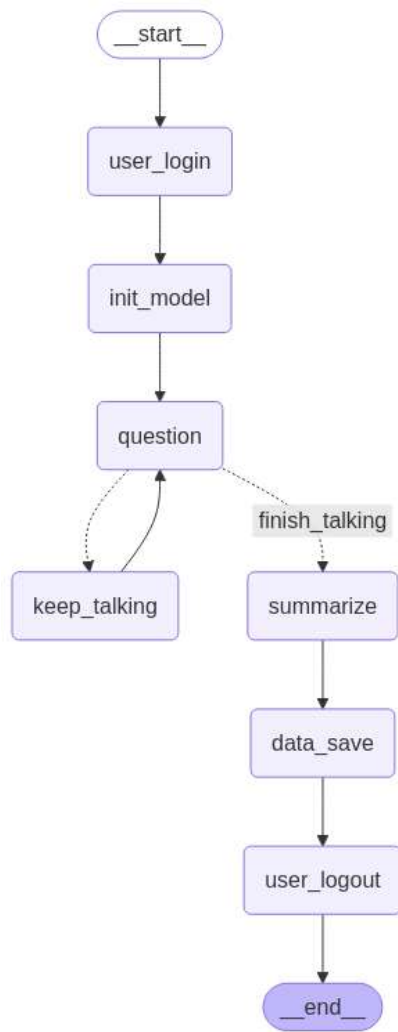 __start__
user_login
init_model
question
finish_talking
keep_talking
summarize
data_save
user_logout
__end__